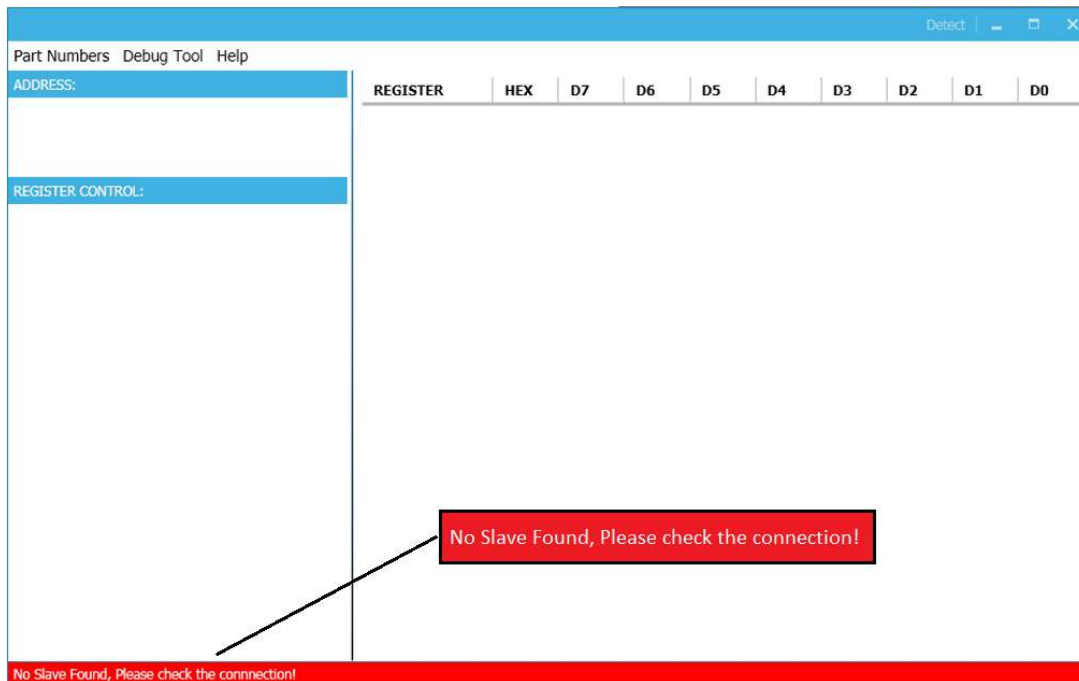 Detect
Part Numbers Debug Tool Help
ADDRESS:
REGISTER HEX D7 D6 D5 D4 D3 D2 D1 D0
REGISTER CONTROL:
No Slave Found, Please check the connection!
No Slave Found, Please check the connnection!